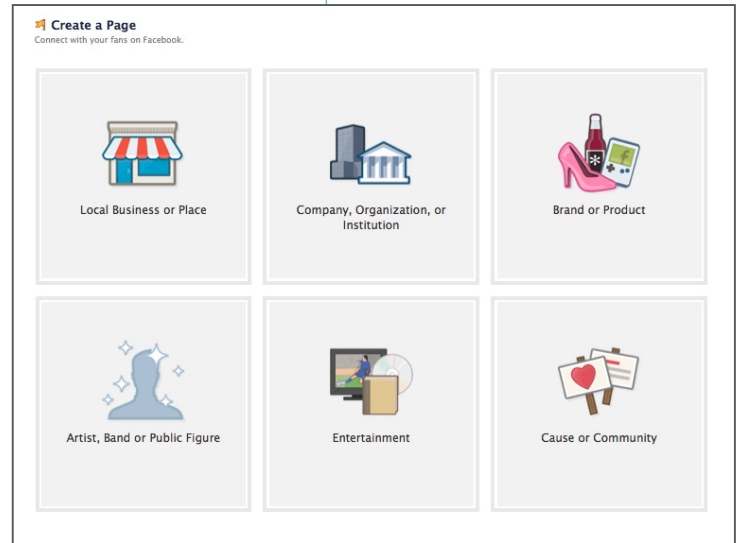 Create a Page
Connect with your fans on Facebook.
Local Business or Place
Company, Organization, or
Institution
Brand or Product
Artist, Band or Public Figure
Entertainment
Cause or Community